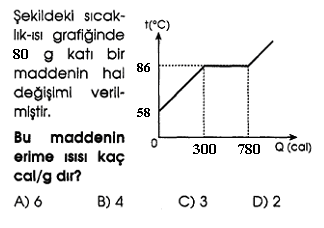 Şekildeki sıcak-
lık-ısı grafiğinde
80 g katı bir
maddenin hal
değişimi veril-
miştir.
Bu maddenin
erime ısısı kaç
cal/g dır?
t(°C)
86
58
0
300
780
Q (cal)
A) 6 B) 4 C) 3 D) 2